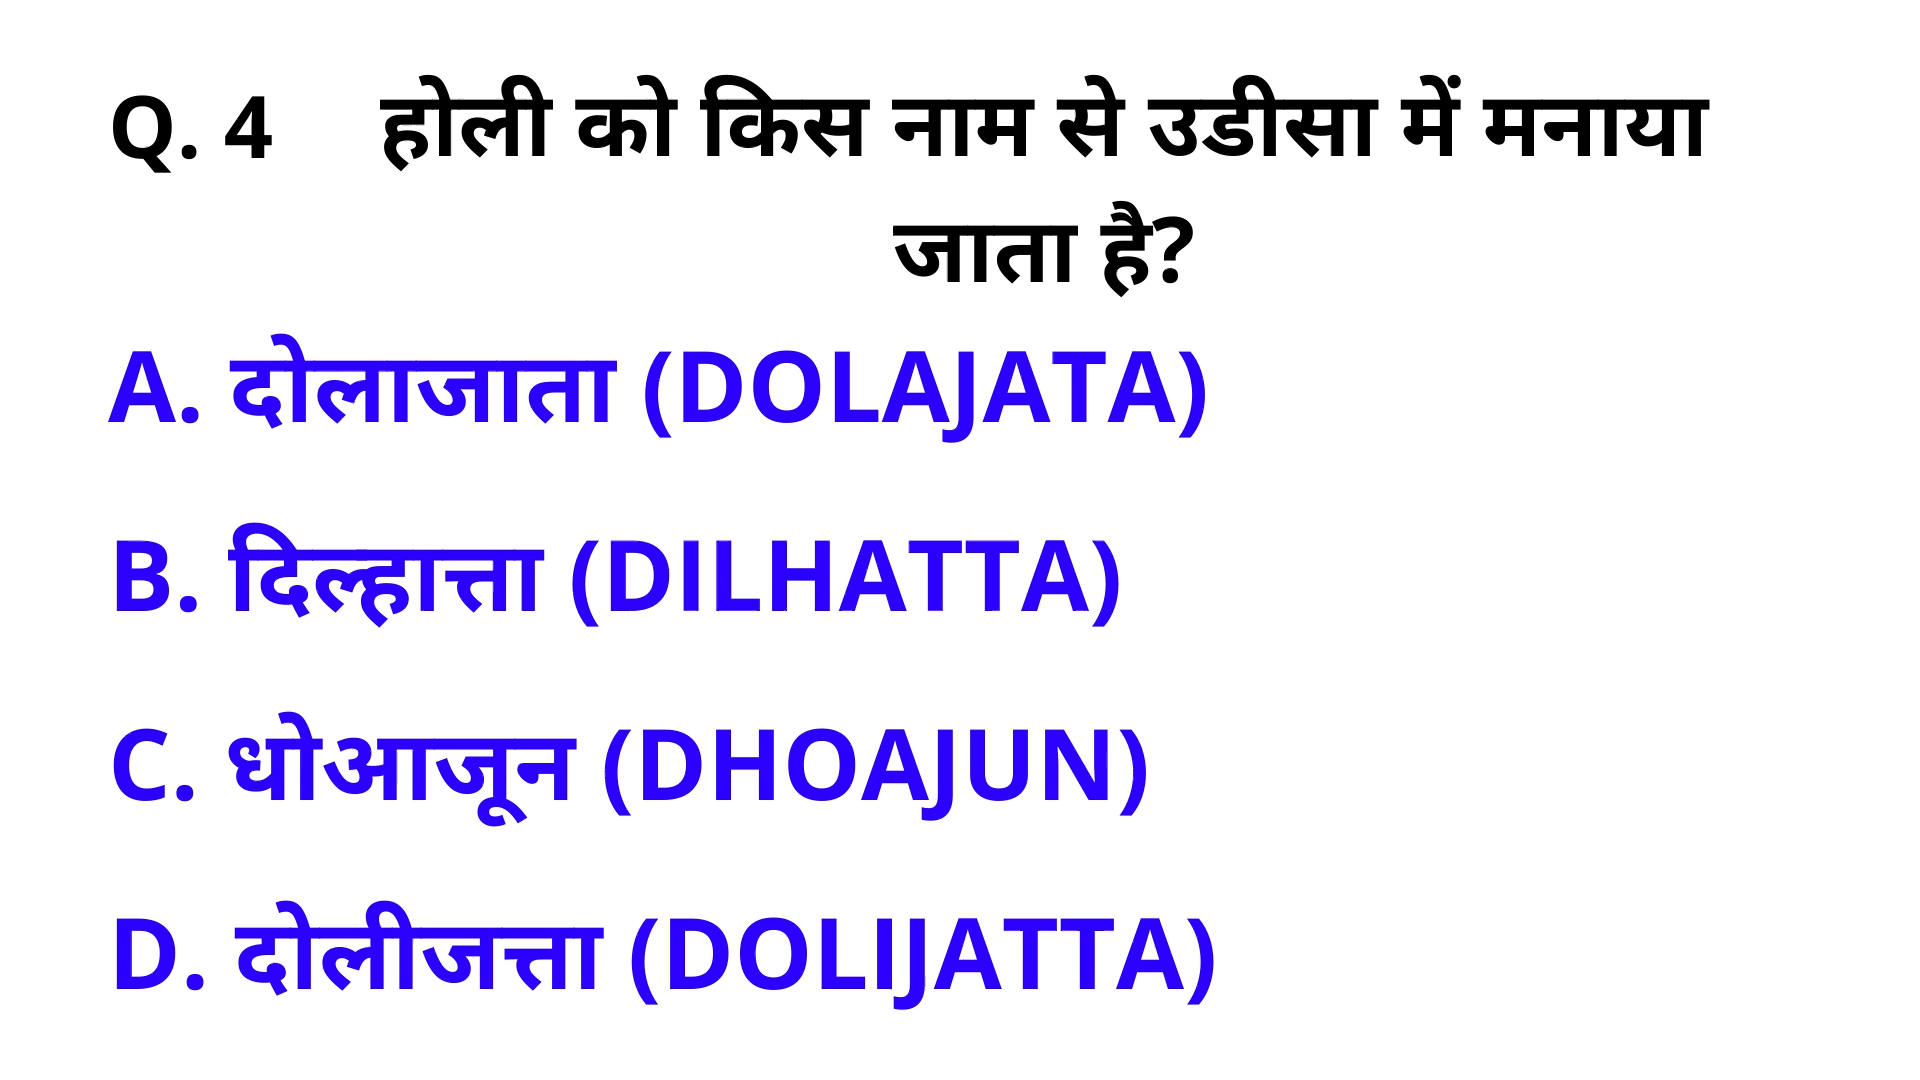 Q. 4 होली को किस नाम से उडीसा में मनाया
जाता है?
A. दोलाजाता (DOLAJATA)
B. दिल्हात्ता (DILHATTA)
C. धोआजून (DHOAJUN)
D. दोलीजत्ता (DOLIJATTA)